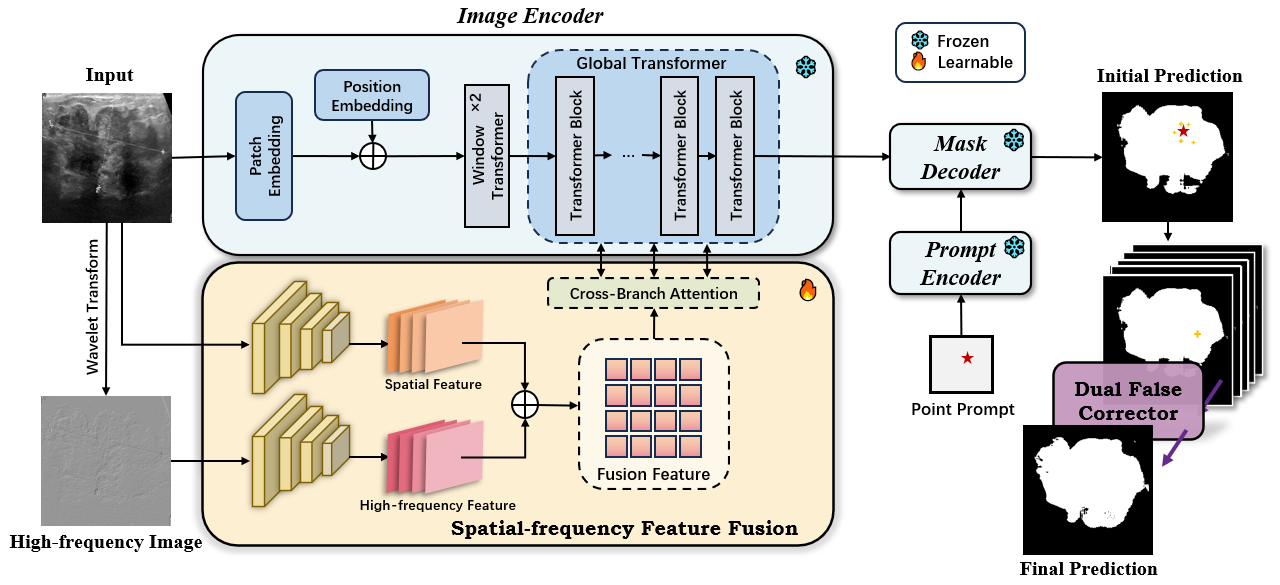 Image Encoder
Frozen
Learnable
Input
Position
Embedding
Patch
Embedding
Window ×2
Transformer
Global Transformer
Transformer Block
...
Transformer Block
Transformer Block
Mask
Decoder
Initial Prediction
Prompt
Encoder
Point Prompt
Wavelet Transform
Cross-Branch Attention
Spatial Feature
High-frequency Feature
Fusion Feature
Spatial-frequency Feature Fusion
High-frequency Image
Dual False
Corrector
Final Prediction